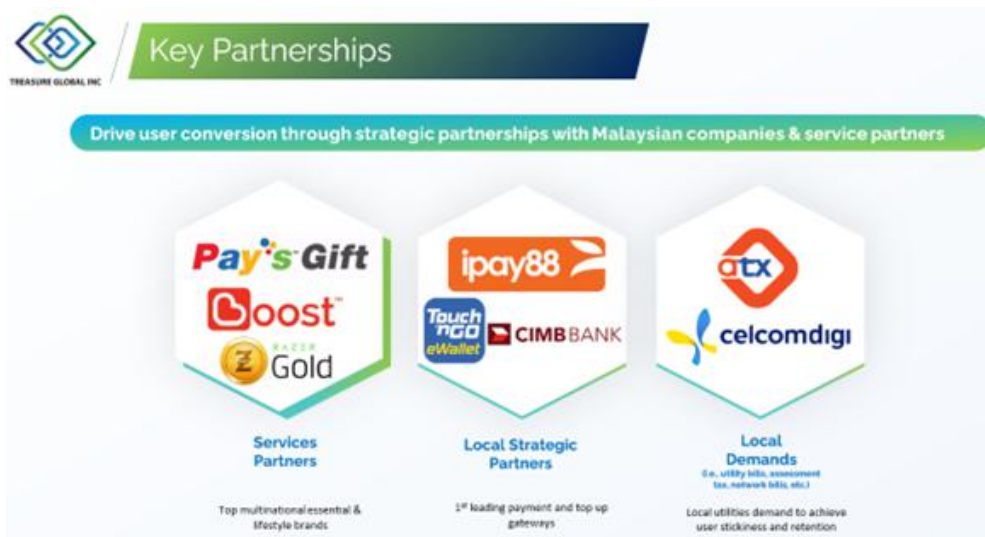 TREASURE GLOBAL INC
Key Partnerships
Drive user conversion through strategic partnerships with Malaysian companies & service partners
Pay's Gift
Boost™
RAZER
Gold
ipay88
Touch
'nGO
eWallet
CIMB BANK
atx
celcomdigi
Services
Partners
Top multinational essential &
lifestyle brands
Local Strategic
Partners
1st leading payment and top up
gateways
Local
Demands
(i.e., utility bills, assessment
tax, network bills, etc.)
Local utilities demand to achieve
user stickiness and retention